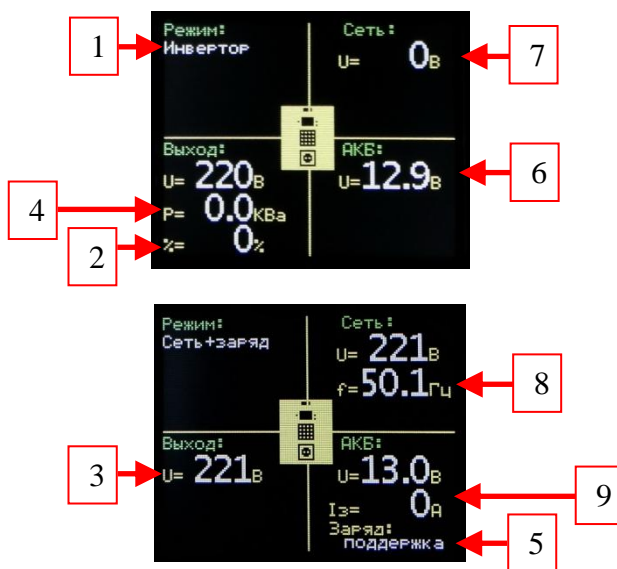 1
Режим:
Инвертор
Сеть:
U= 0В
7
Выход:
U= 220В
P= 0.0КВа
%= 0%
АКБ:
U=12.9В
6
4
2
Режим:
Сеть+заряд
Сеть:
U= 221В
f=50.1Гц
8
Выход:
U= 221В
3
АКБ:
U=13.0В
Iз= 0А
Заряд:
поддержка
9
5